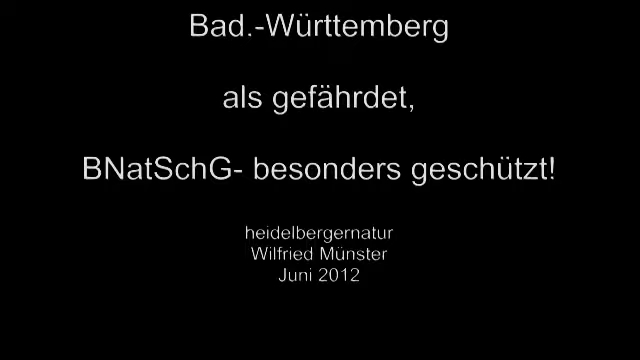 Bad.-Württemberg
als gefährdet,
BNatSchG- besonders geschützt!
heidelbergernatur
Wilfried Münster
Juni 2012